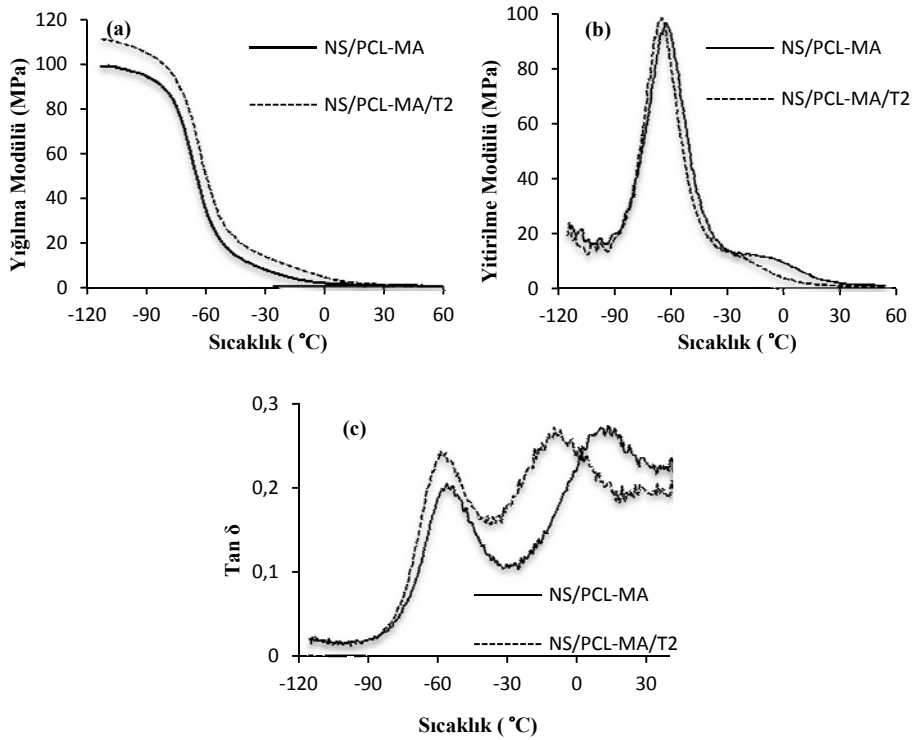 (a)
NS/PCL-MA
NS/PCL-MA/T2
Yığılma Modülü (MPa)
120
100
80
60
40
20
0
-120 -90 -60 -30 0 30 60
Sıcaklık ( °C)
(b)
NS/PCL-MA
NS/PCL-MA/T2
Yitirilme Modülü (MPa)
100
80
60
40
20
0
-120 -90 -60 -30 0 30 60
Sıcaklık ( °C)
(c)
Tan δ
0,3
0,2
0,1
0
NS/PCL-MA
NS/PCL-MA/T2
-120 -90 -60 -30 0 30
Sıcaklık ( °C)